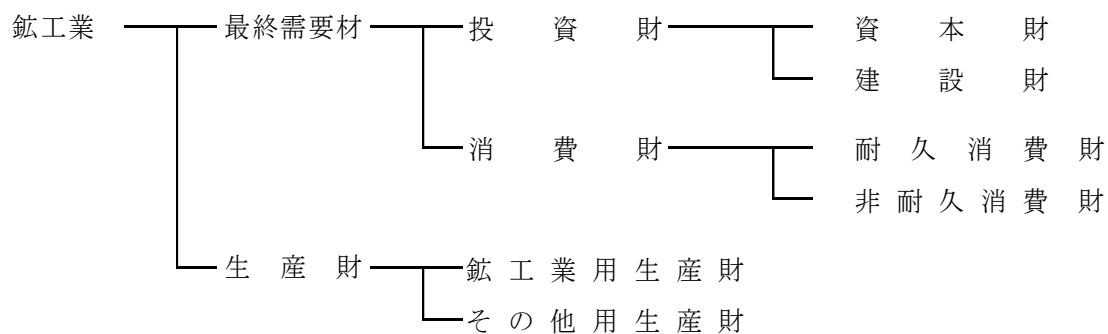 鉱工業 最終需要材 投資財 資本財
建設財
消費財 耐久消費財
非耐久消費財
生産財 鉱工業用生産財
その他用生産財